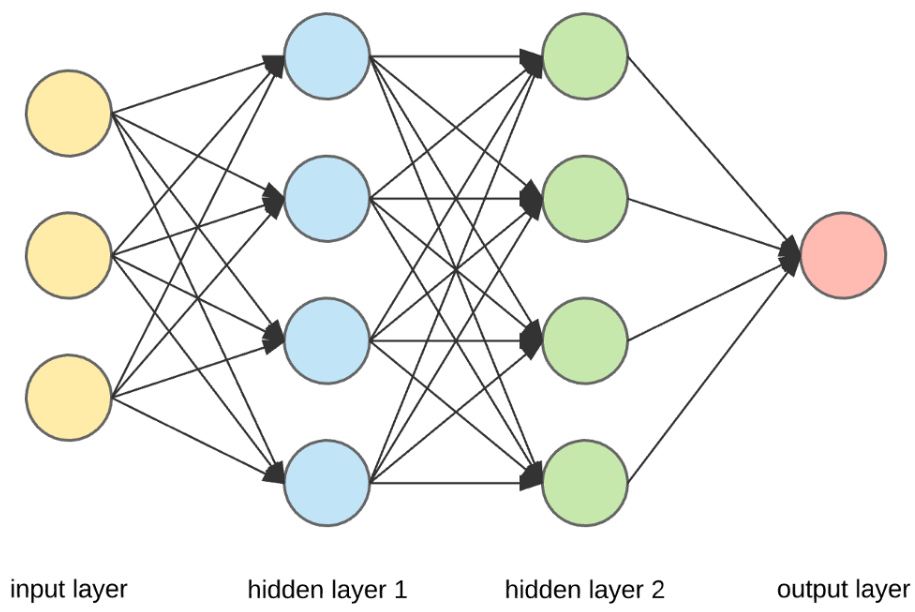 input layer
hidden layer 1
hidden layer 2
output layer